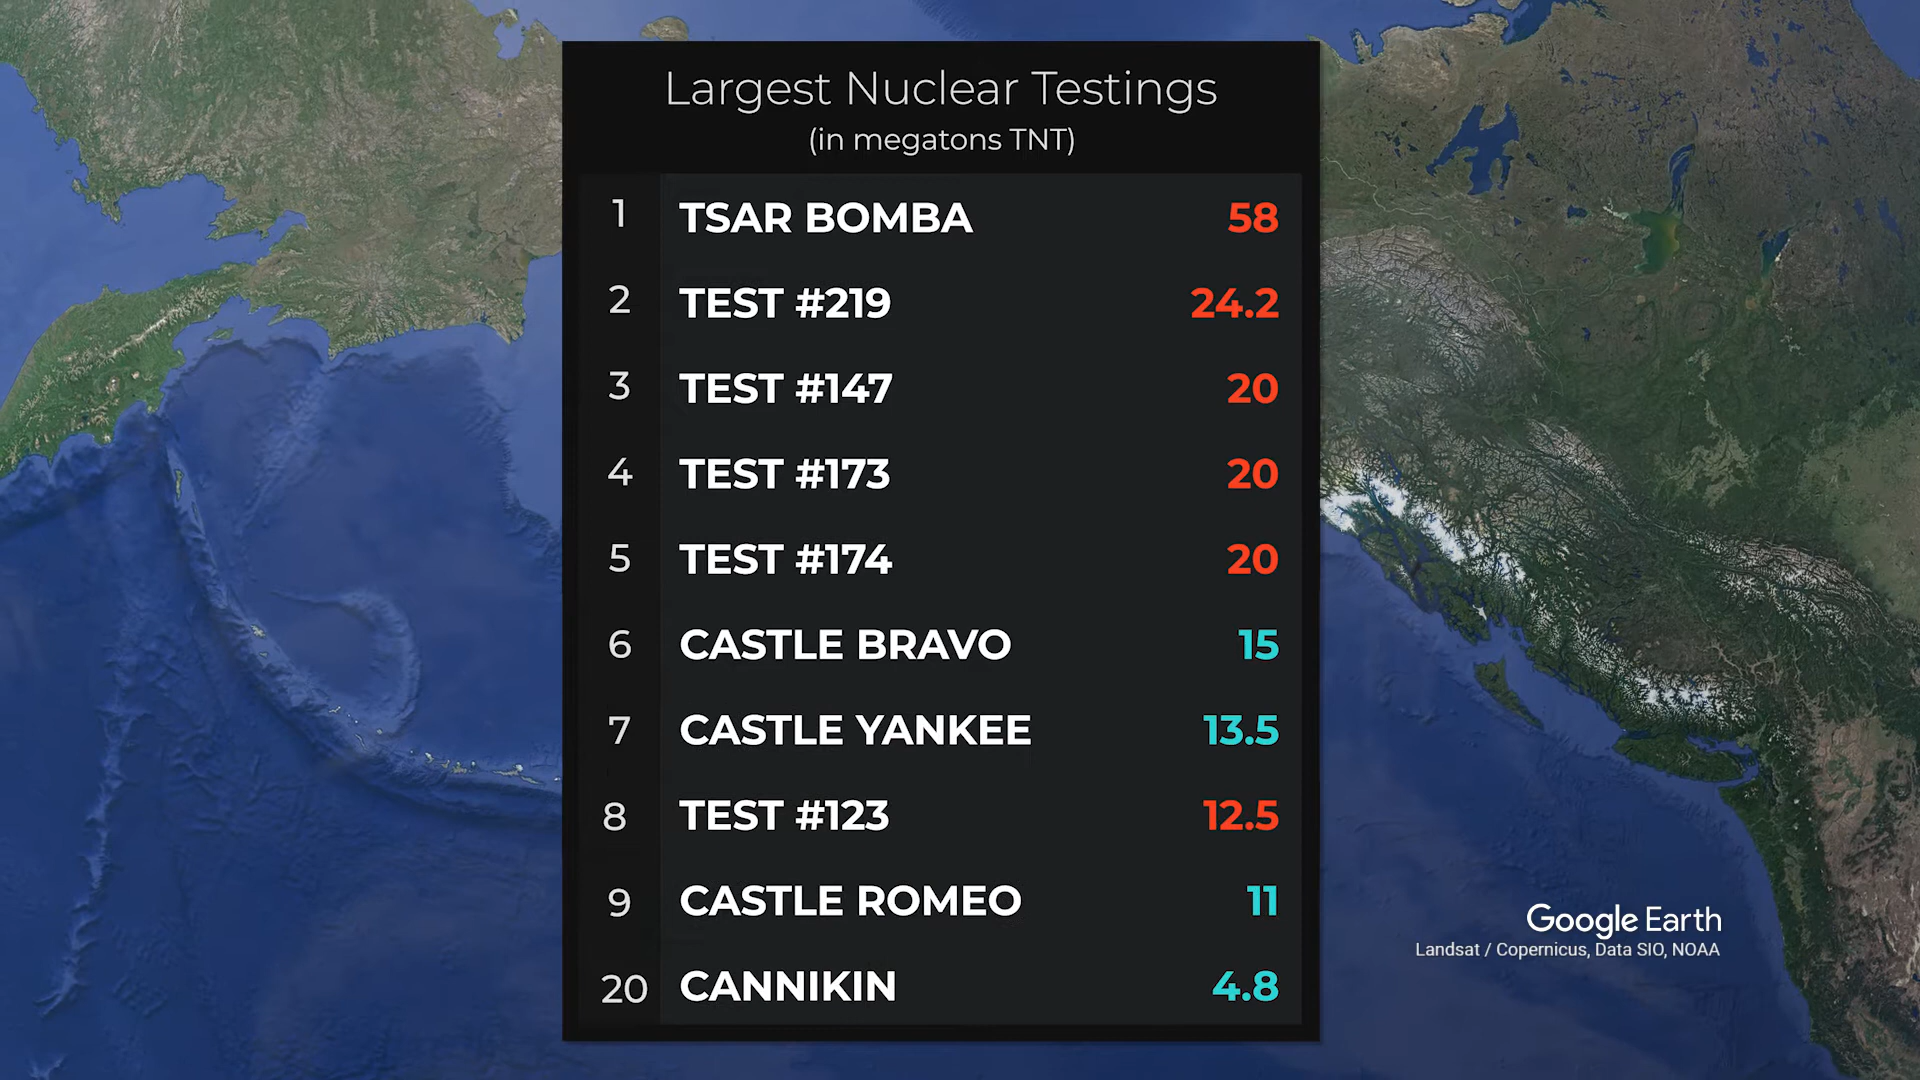 Largest Nuclear Testings
(in megatons TNT)
1 TSAR BOMBA 58
2 TEST #219 24.2
3 TEST #147 20
4 TEST #173 20
5 TEST #174 20
6 CASTLE BRAVO 15
7 CASTLE YANKEE 13.5
8 TEST #123 12.5
9 CASTLE ROMEO 11
20 CANNIKIN 4.8
Google Earth
Landsat / Copernicus, Data SIO, NOAA